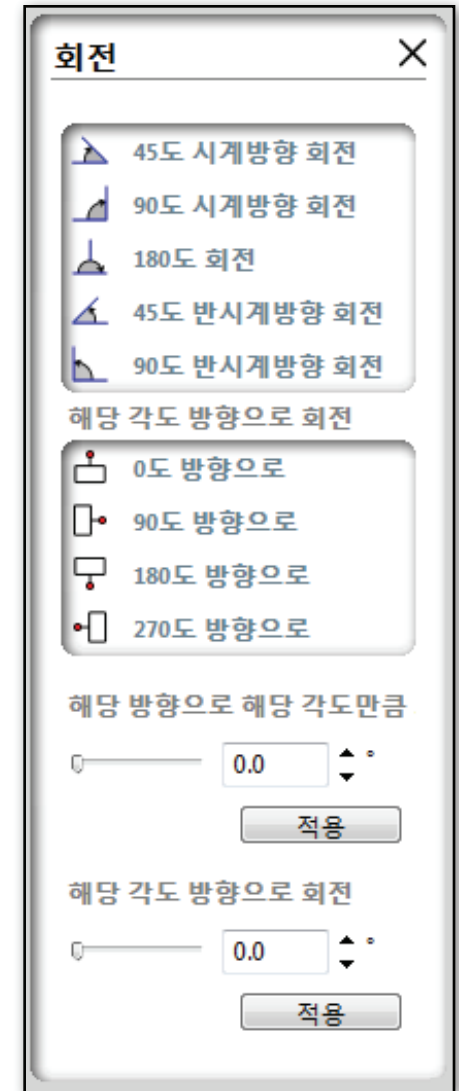 회전
45도 시계방향 회전
90도 시계방향 회전
180도 회전
45도 반시계방향 회전
90도 반시계방향 회전
해당 각도 방향으로 회전
0도 방향으로
90도 방향으로
180도 방향으로
270도 방향으로
해당 방향으로 해당 각도만큼
0.0 °
적용
해당 각도 방향으로 회전
0.0 °
적용